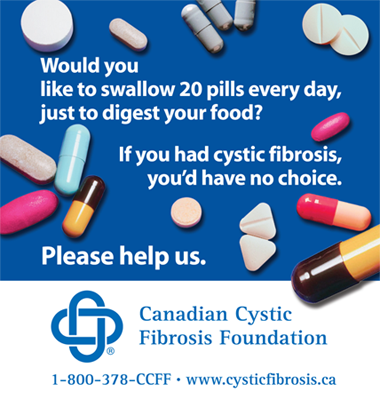 Would you
like to swallow 20 pills every day,
just to digest your food?
If you had cystic fibrosis,
you'd have no choice.
Please help us.
Canadian Cystic
Fibrosis Foundation
®
1-800-378-CCFF • www.cysticfibrosis.ca